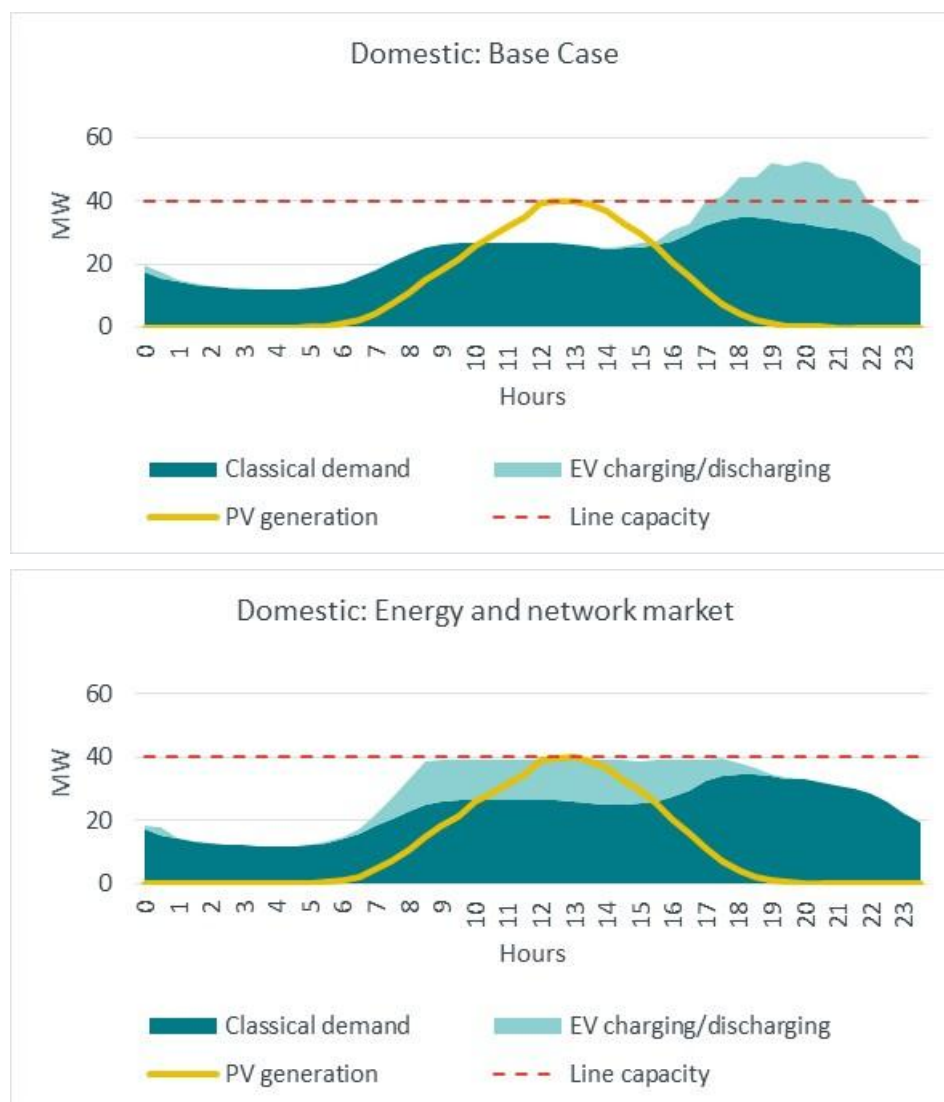 Domestic: Base Case
60
40
20
0
MW
0 1 2 3 4 5 6 7 8 9 10 11 12 13 14 15 16 17 18 19 20 21 22 23
Hours
Classical demand EV charging/discharging
PV generation Line capacity
Domestic: Energy and network market
60
40
20
0
MW
0 1 2 3 4 5 6 7 8 9 10 11 12 13 14 15 16 17 18 19 20 21 22 23
Hours
Classical demand EV charging/discharging
PV generation Line capacity